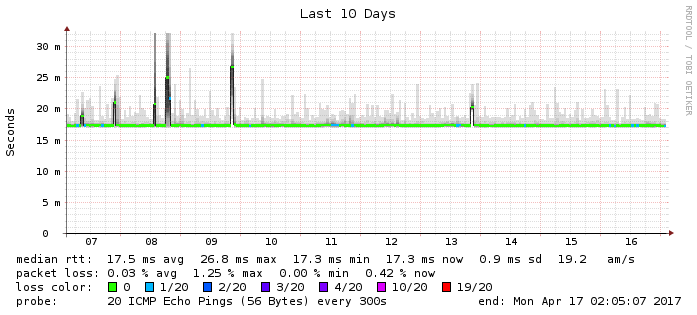 Last 10 Days
RRDTOOL / TOBI OETIKER
Seconds
30 m
25 m
20 m
15 m
10 m
5 m
0
07 08 09 10 11 12 13 14 15 16
median rtt: 17.5 ms avg 26.8 ms max 17.3 ms min 17.3 ms now 0.9 ms sd 19.2 am/s
packet loss: 0.03 % avg 1.25 % max 0.00 % min 0.42 % now
loss color: 0 1/20 2/20 3/20 4/20 10/20 19/20
probe: 20 ICMP Echo Pings (56 Bytes) every 300s end: Mon Apr 17 02:05:07 2017